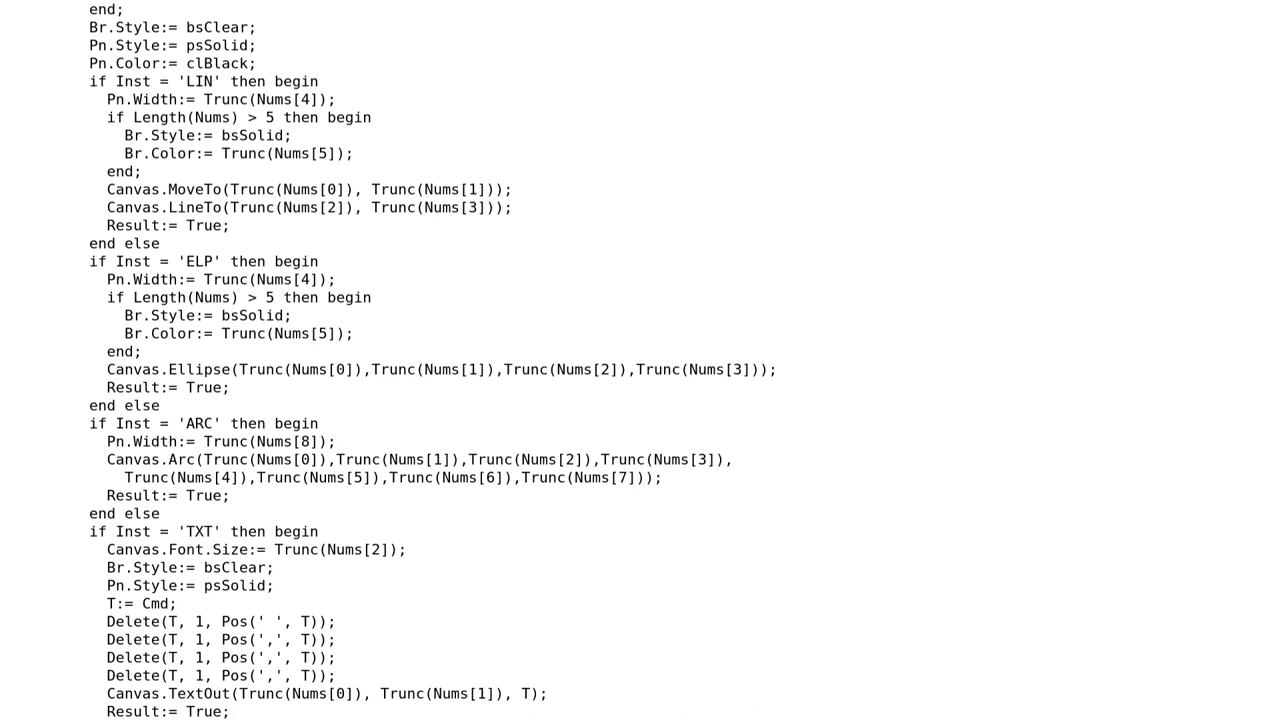 end;
Br.Style:= bsClear;
Pn.Style:= psSolid;
Pn.Color:= clBlack;
if Inst = 'LIN' then begin
Pn.Width:= Trunc(Nums[4]);
if Length(Nums) > 5 then begin
Br.Style:= bsSolid;
Br.Color:= Trunc(Nums[5]);
end;
Canvas.MoveTo(Trunc(Nums[0]), Trunc(Nums[1]));
Canvas.LineTo(Trunc(Nums[2]), Trunc(Nums[3]));
Result:= True;
end else
if Inst = 'ELP' then begin
Pn.Width:= Trunc(Nums[4]);
if Length(Nums) > 5 then begin
Br.Style:= bsSolid;
Br.Color:= Trunc(Nums[5]);
end;
Canvas.Ellipse(Trunc(Nums[0]),Trunc(Nums[1]),Trunc(Nums[2]),Trunc(Nums[3]));
Result:= True;
end else
if Inst = 'ARC' then begin
Pn.Width:= Trunc(Nums[8]);
Canvas.Arc(Trunc(Nums[0]),Trunc(Nums[1]),Trunc(Nums[2]),Trunc(Nums[3]),
Trunc(Nums[4]),Trunc(Nums[5]),Trunc(Nums[6]),Trunc(Nums[7]));
Result:= True;
end else
if Inst = 'TXT' then begin
Canvas.Font.Size:= Trunc(Nums[2]);
Br.Style:= bsClear;
Pn.Style:= psSolid;
T:= Cmd;
Delete(T, 1, Pos(' ', T));
Delete(T, 1, Pos(',', T));
Delete(T, 1, Pos(',', T));
Delete(T, 1, Pos(',', T));
Canvas.TextOut(Trunc(Nums[0]), Trunc(Nums[1]), T);
Result:= True;